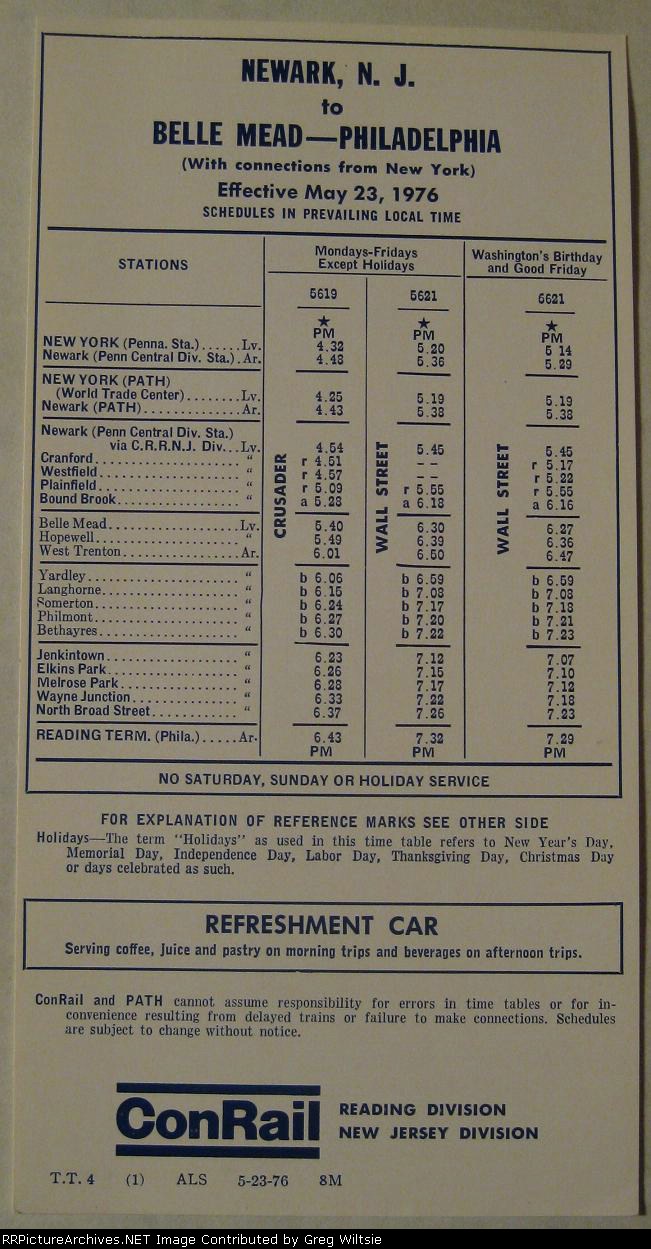 NEWARK, N. J.
to
BELLE MEAD—PHILADELPHIA
(With connections from New York)
Effective May 23, 1976
SCHEDULES IN PREVAILING LOCAL TIME
STATIONS Mondays-Fridays Except Holidays Washington's Birthday and Good Friday
5619 5621 5621
★ ★ ★
PM PM PM
NEW YORK (Penna. Sta.)......Lv. 4.32 5.20 5 14
Newark (Penn Central Div. Sta.).Ar. 4.48 5.36 5.29
NEW YORK (PATH)
(World Trade Center)........Lv. 4.25 5.19 5.19
Newark (PATH)..............Ar. 4.43 5.38 5.38
Newark (Penn Central Div. Sta.)
via C.R.R.N.J. Div...Lv. 4.54 5.45 5.45
Cranford.................... “ r 4.51 -- r 5.17
Westfield.................... “ r 4.57 -- r 5.22
Plainfield.................... “ r 5.09 r 5.55 r 5.55
Bound Brook................. “ a 5.28 a 6.18 a 6.16
CRUSADER
WALL STREET
WALL STREET
Belle Mead...................Lv. 5.40 6.30 6.27
Hopewell.................... “ 5.49 6.39 6.36
West Trenton.................Ar. 6.01 6.50 6.47
Yardley...................... “ b 6.06 b 6.59 b 6.59
Langhorne.................... “ b 6.15 b 7.08 b 7.08
Somerton.................... “ b 6.24 b 7.17 b 7.18
Philmont..................... “ b 6.27 b 7.20 b 7.21
Bethayres.................... “ b 6.30 b 7.22 b 7.23
Jenkintown................... “ 6.23 7.12 7.07
Elkins Park................... “ 6.26 7.15 7.10
Melrose Park................. “ 6.28 7.17 7.12
Wayne Junction............... “ 6.33 7.22 7.18
North Broad Street............ “ 6.37 7.26 7.23
READING TERM. (Phila.).....Ar. 6.43 7.32 7.29
PM PM PM
NO SATURDAY, SUNDAY OR HOLIDAY SERVICE
FOR EXPLANATION OF REFERENCE MARKS SEE OTHER SIDE
Holidays—The term "Holidays" as used in this time table refers to New Year's Day,
Memorial Day, Independence Day, Labor Day, Thanksgiving Day, Christmas Day
or days celebrated as such.
REFRESHMENT CAR
Serving coffee, juice and pastry on morning trips and beverages on afternoon trips.
ConRail and PATH cannot assume responsibility for errors in time tables or for in-
convenience resulting from delayed trains or failure to make connections. Schedules
are subject to change without notice.
ConRail READING DIVISION
NEW JERSEY DIVISION
T.T. 4 (1) ALS 5-23-76 8M
RRPictureArchives.NET Image Contributed by Greg Wiltsie